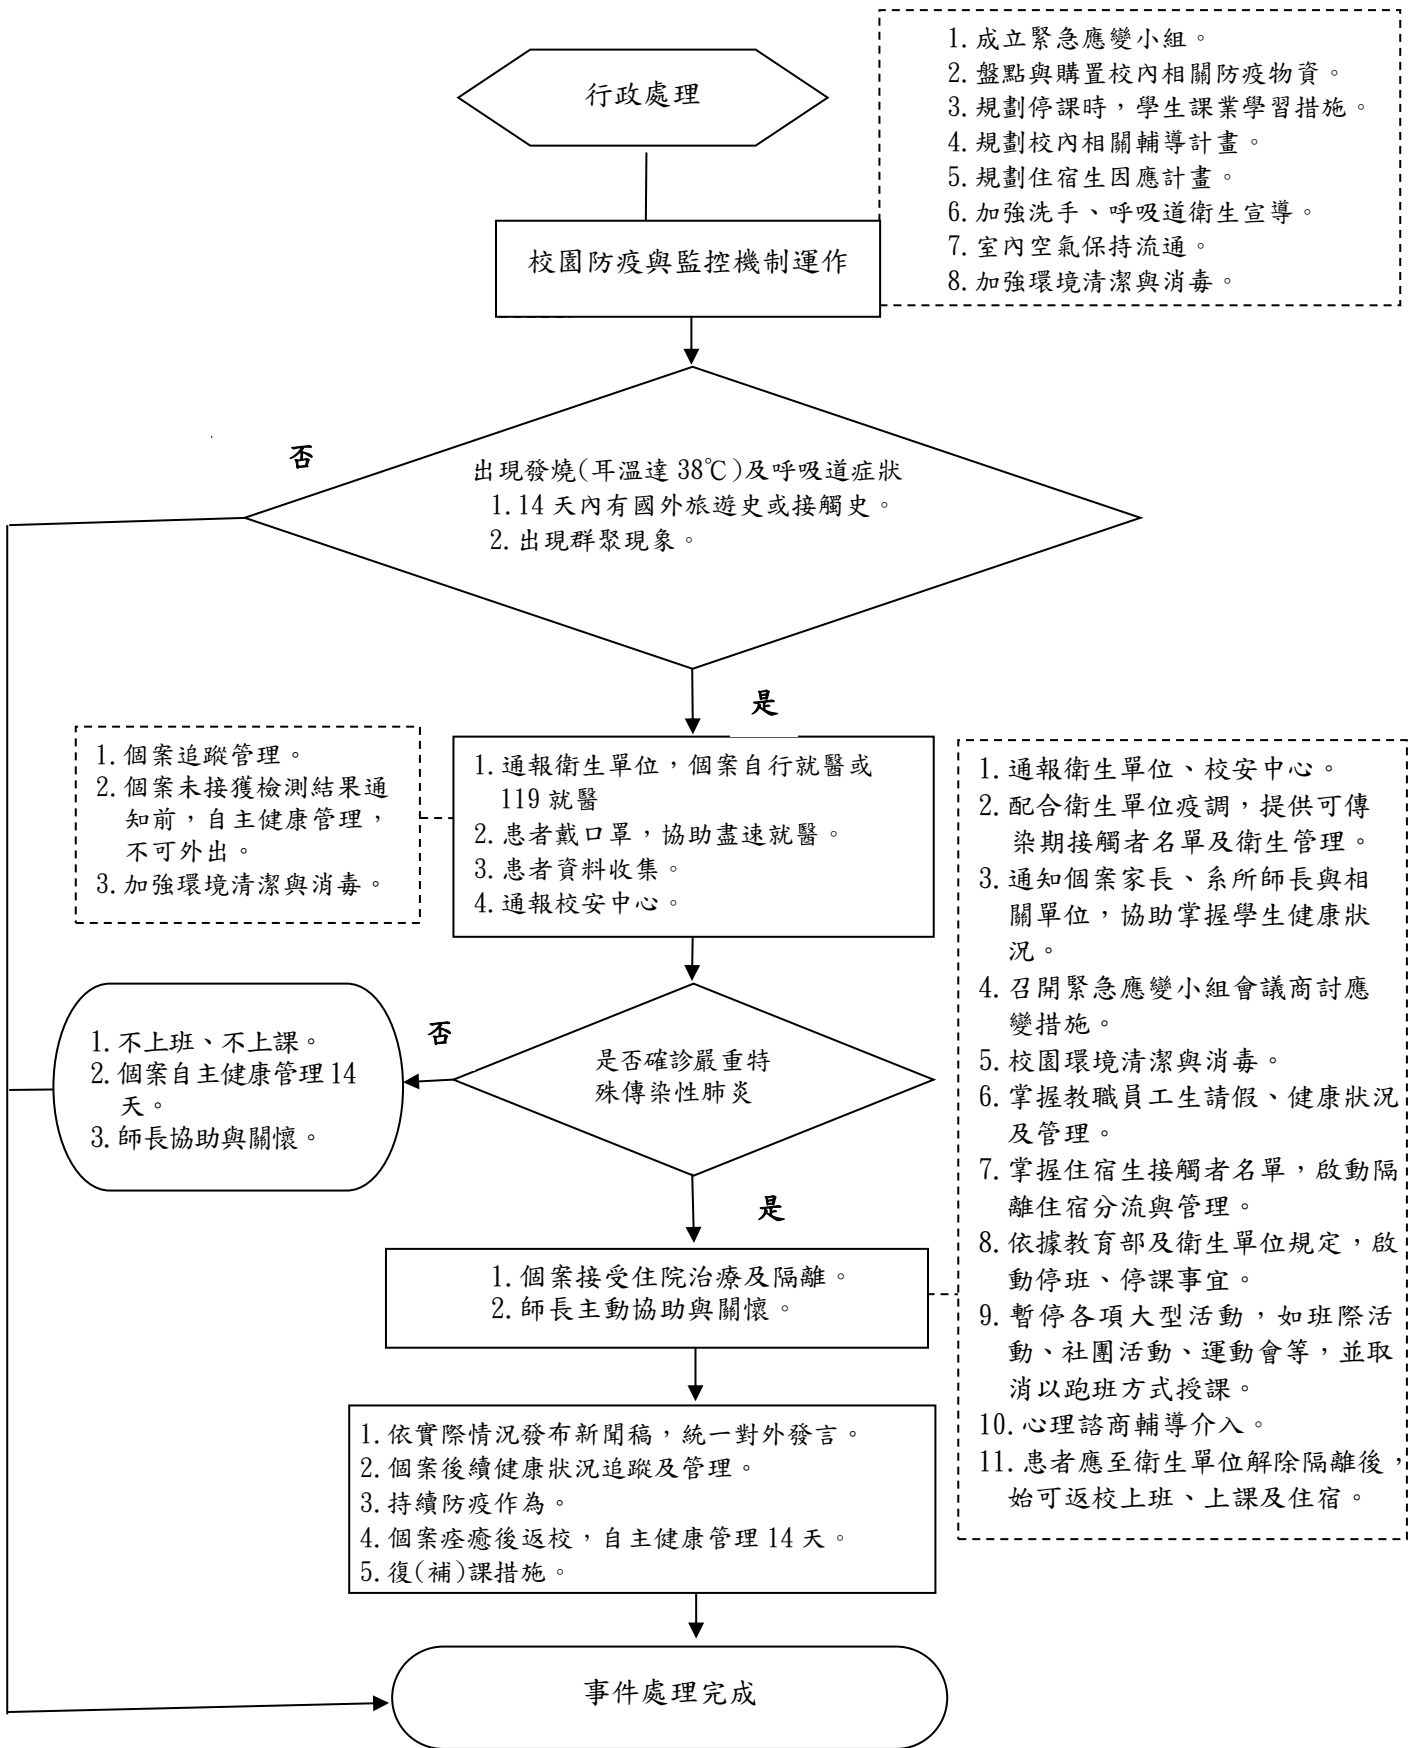 行政處理
1.成立緊急應變小組。
2.盤點與購置校內相關防疫物資。
3.規劃停課時，學生課業學習措施。
4.規劃校內相關輔導計畫。
5.規劃住宿生因應計畫。
6.加強洗手、呼吸道衛生宣導。
7.室內空氣保持流通。
8.加強環境清潔與消毒。
校園防疫與監控機制運作
否
出現發燒(耳溫達 38℃)及呼吸道症狀
1.14 天內有國外旅遊史或接觸史。
2.出現群聚現象。
是
1.個案追蹤管理。
2.個案未接獲檢測結果通
知前，自主健康管理，
不可外出。
3.加強環境清潔與消毒。
1.通報衛生單位，個案自行就醫或
119 就醫
2.患者戴口罩，協助盡速就醫。
3.患者資料收集。
4.通報校安中心。
1.通報衛生單位、校安中心。
2.配合衛生單位疫調，提供可傳
染期接觸者名單及衛生管理。
3.通知個案家長、系所師長與相
關單位，協助掌握學生健康狀
況。
4.召開緊急應變小組會議商討應
變措施。
5.校園環境清潔與消毒。
6.掌握教職員工生請假、健康狀況
及管理。
7.掌握住宿生接觸者名單，啟動隔
離住宿分流與管理。
8.依據教育部及衛生單位規定，啟
動停班、停課事宜。
9.暫停各項大型活動，如班際活
動、社團活動、運動會等，並取
消以跑班方式授課。
10.心理諮商輔導介入。
11.患者應至衛生單位解除隔離後，
始可返校上班、上課及住宿。
否
1.不上班、不上課。
2.個案自主健康管理 14
天。
3.師長協助與關懷。
是否確診嚴重特
殊傳染性肺炎
是
1.個案接受住院治療及隔離。
2.師長主動協助與關懷。
1.依實際情況發布新聞稿，統一對外發言。
2.個案後續健康狀況追蹤及管理。
3.持續防疫作為。
4.個案痊癒後返校，自主健康管理 14 天。
5.復(補)課措施。
事件處理完成